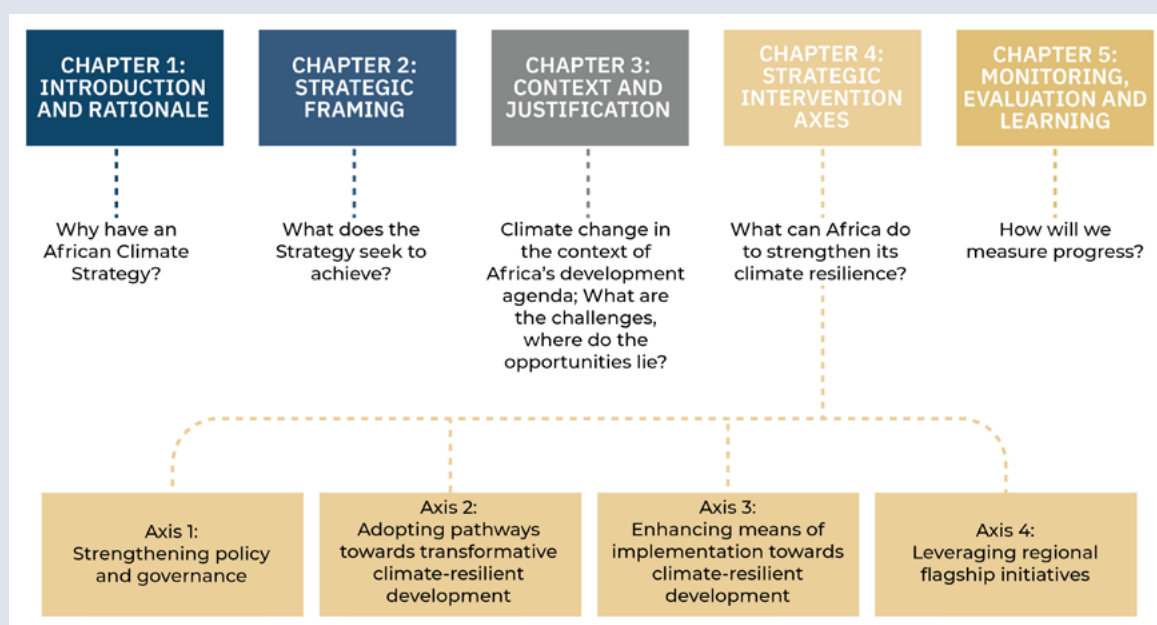 CHAPTER 1:
INTRODUCTION
AND RATIONALE
CHAPTER 2:
STRATEGIC
FRAMING
CHAPTER 3:
CONTEXT AND
JUSTIFICATION
CHAPTER 4:
STRATEGIC
INTERVENTION
AXES
CHAPTER 5:
MONITORING,
EVALUATION AND
LEARNING
Why have an
African Climate
Strategy?
What does the
Strategy seek to
achieve?
Climate change in
the context of
Africa's development
agenda; What are
the challenges,
where do the
opportunities lie?
What can Africa do
to strengthen its
climate resilience?
How will we
measure progress?
Axis 1:
Strengthening policy
and governance
Axis 2:
Adopting pathways
towards transformative
climate-resilient
development
Axis 3:
Enhancing means of
implementation towards
climate-resilient
development
Axis 4:
Leveraging regional
flagship initiatives